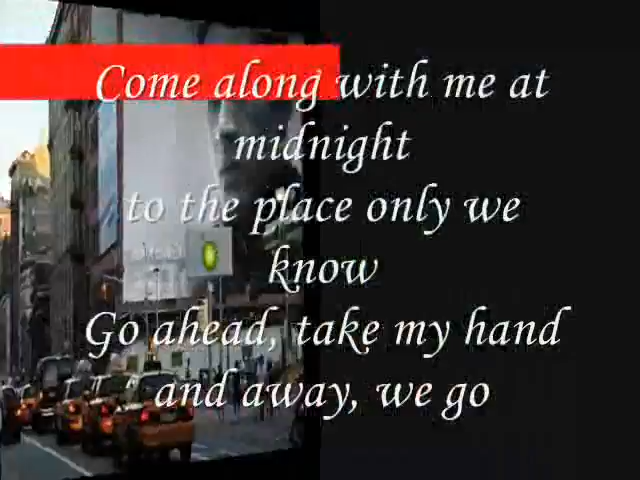 Come along with me at
midnight
to the place only we
know
Go ahead, take my hand
and away, we go